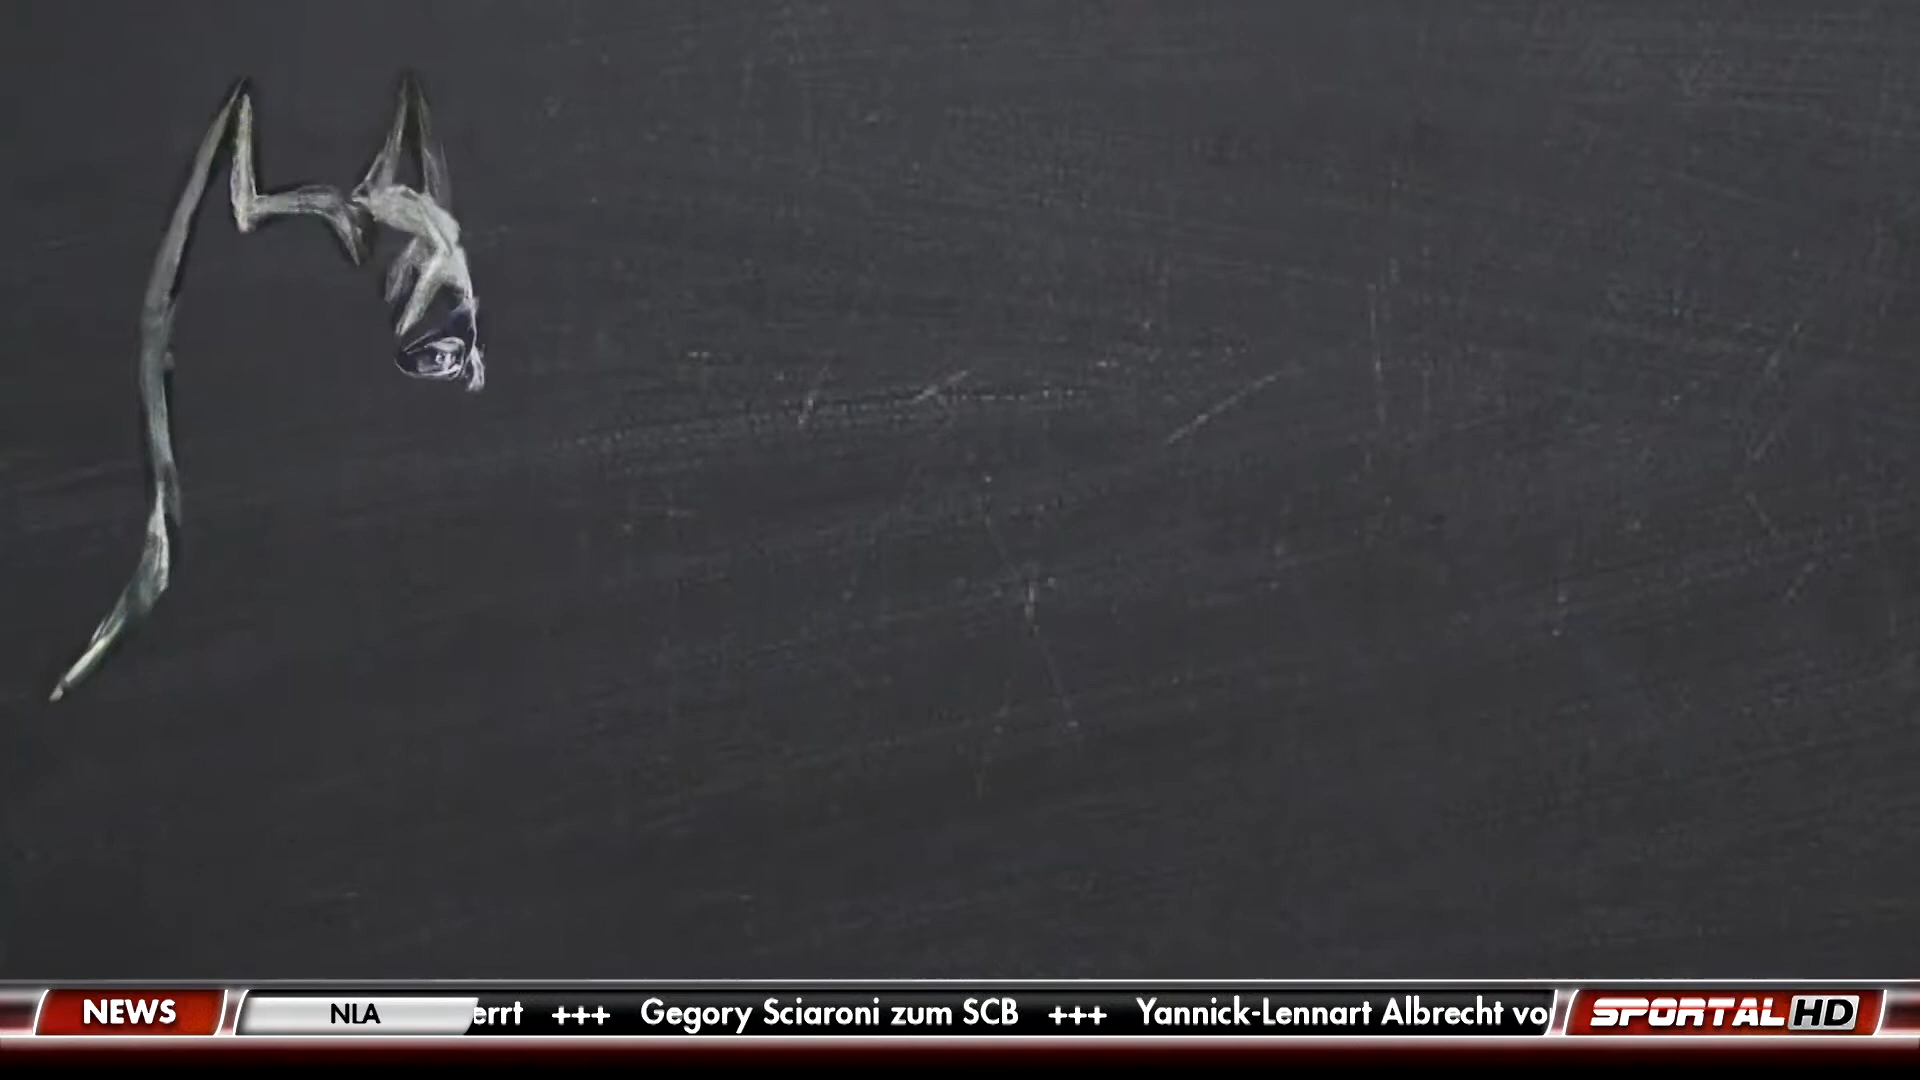 NEWS NLA errt +++ Gegory Sciaroni zum SCB +++ Yannick-Lennart Albrecht vo SPORTAL HD